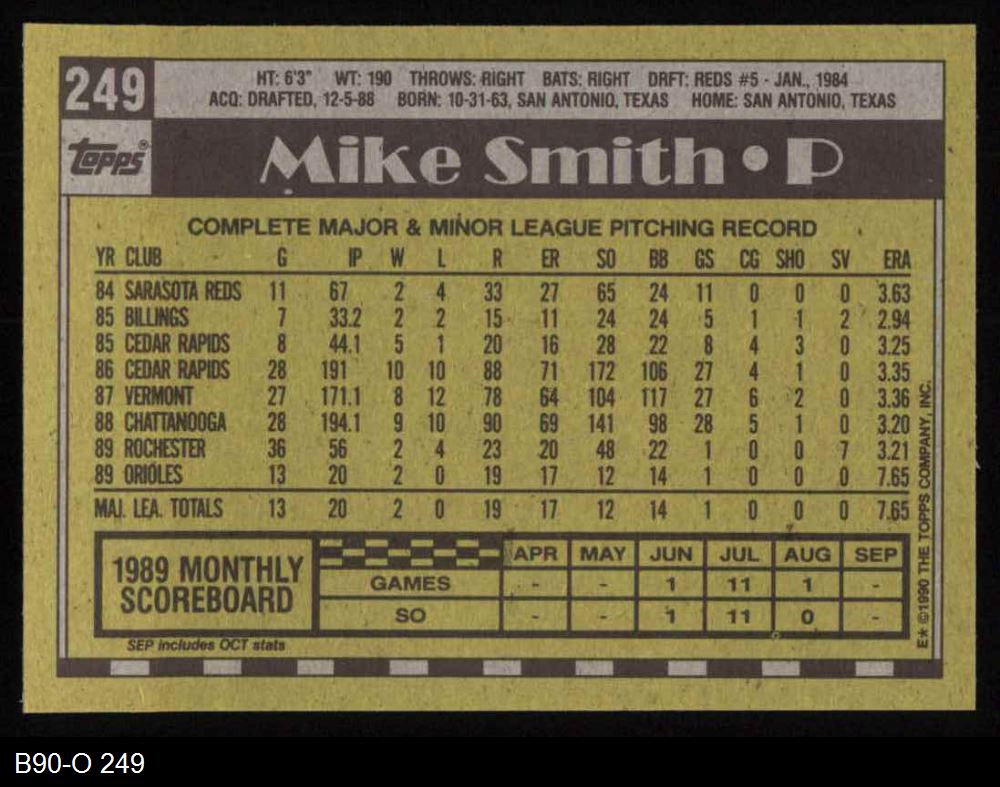 249
HT: 6'3" WT: 190 THROWS: RIGHT BATS: RIGHT DRFT: REDS #5 - JAN., 1984
ACQ: DRAFTED, 12-5-88 BORN: 10-31-63, SAN ANTONIO, TEXAS HOME: SAN ANTONIO, TEXAS
Topps®
Mike Smith • P
COMPLETE MAJOR & MINOR LEAGUE PITCHING RECORD
YR CLUB G IP W L R ER SO BB GS CG SHO SV ERA
84 SARASOTA REDS 11 67 2 4 33 27 65 24 11 0 0 0 3.63
85 BILLINGS 7 33.2 2 2 15 11 24 24 5 1 1 2 2.94
85 CEDAR RAPIDS 8 44.1 5 1 20 16 28 22 8 4 3 0 3.25
86 CEDAR RAPIDS 28 191 10 10 88 71 172 106 27 4 1 0 3.35
87 VERMONT 27 171.1 8 12 78 64 104 117 27 6 2 0 3.36
88 CHATTANOOGA 28 194.1 9 10 90 69 141 98 28 5 1 0 3.20
89 ROCHESTER 36 56 2 4 23 20 48 22 1 0 0 7 3.21
89 ORIOLES 13 20 2 0 19 17 12 14 1 0 0 0 7.65
MAJ. LEA. TOTALS 13 20 2 0 19 17 12 14 1 0 0 0 7.65
1989 MONTHLY SCOREBOARD
APR MAY JUN JUL AUG SEP
GAMES - - 1 11 1 -
SO - - 1 11 0 -
SEP includes OCT stats
E* ©1990 THE TOPPS COMPANY, INC.
B90-O 249